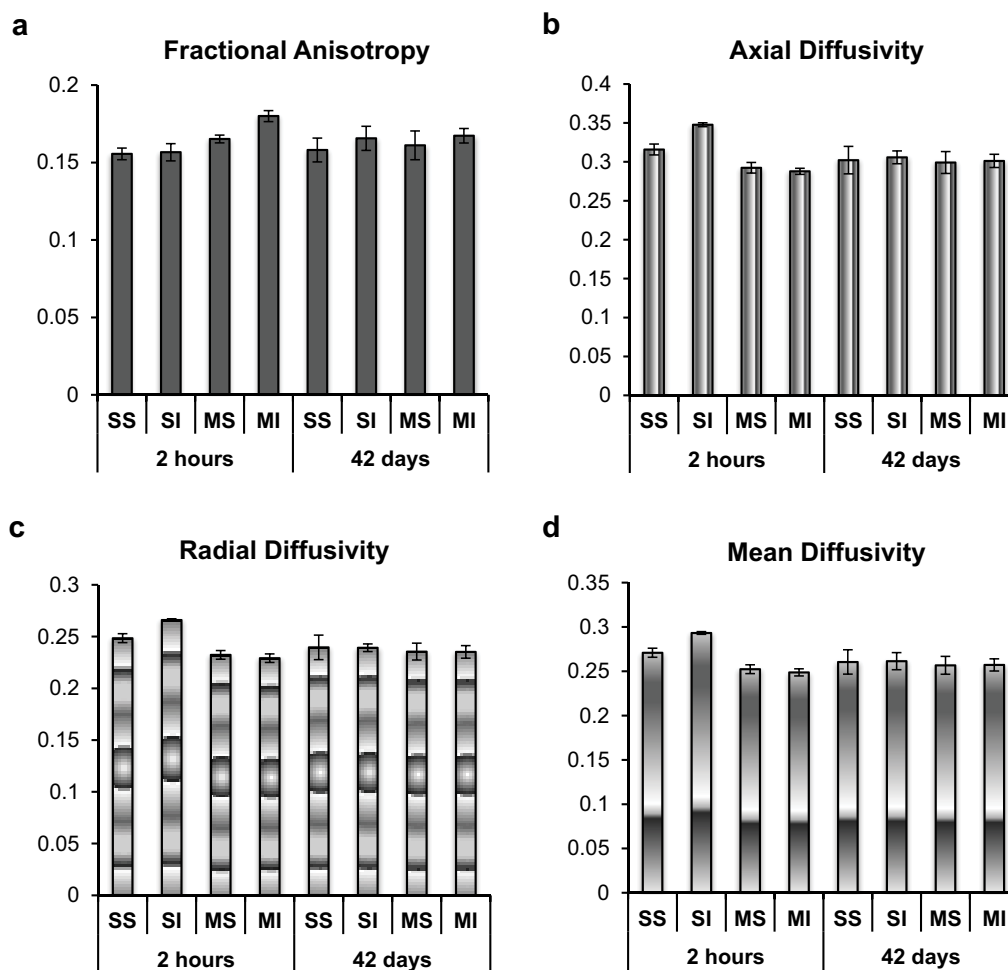 a
Fractional Anisotropy
0.2
0.15
0.1
0.05
0
SS SI MS MI SS SI MS MI
2 hours 42 days
b
Axial Diffusivity
0.4
0.35
0.3
0.25
0.2
0.15
0.1
0.05
0
SS SI MS MI SS SI MS MI
2 hours 42 days
c
Radial Diffusivity
0.3
0.25
0.2
0.15
0.1
0.05
0
SS SI MS MI SS SI MS MI
2 hours 42 days
d
Mean Diffusivity
0.35
0.3
0.25
0.2
0.15
0.1
0.05
0
SS SI MS MI SS SI MS MI
2 hours 42 days